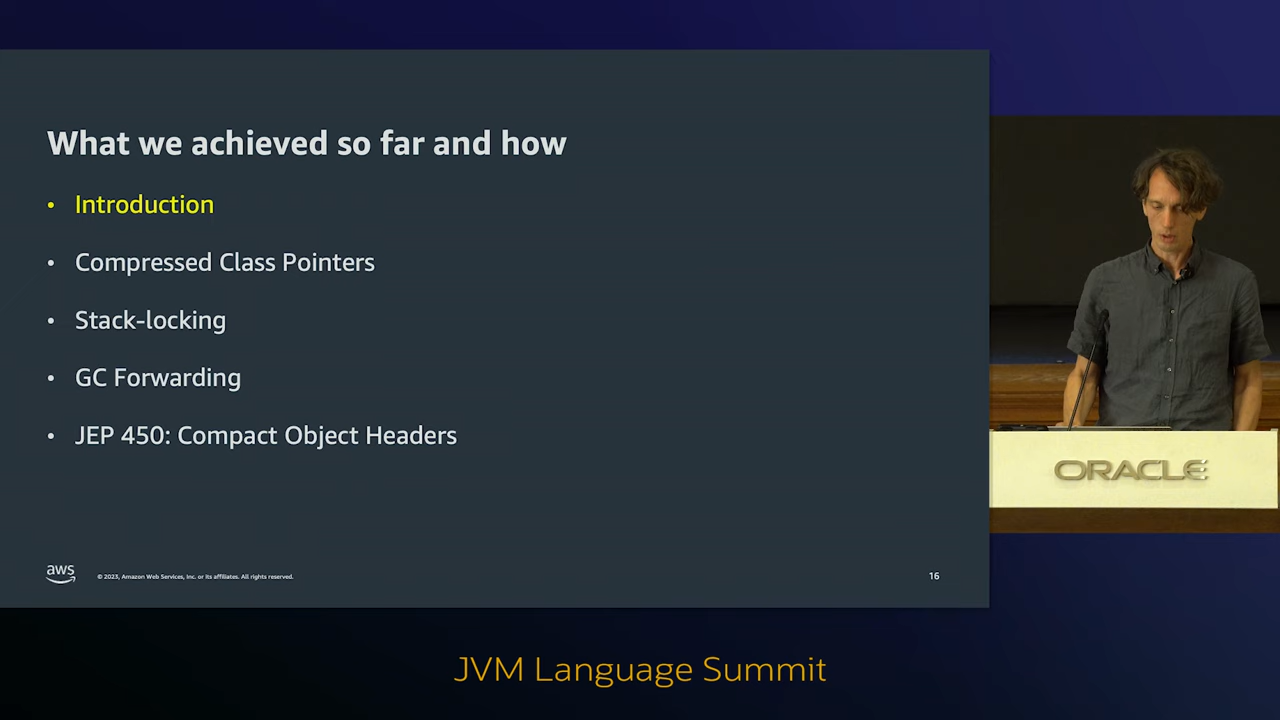 What we achieved so far and how
• Introduction
• Compressed Class Pointers
• Stack-locking
• GC Forwarding
• JEP 450: Compact Object Headers
aws
© 2023, Amazon Web Services, Inc. or its affiliates. All rights reserved.
16
ORACLE
JVM Language Summit